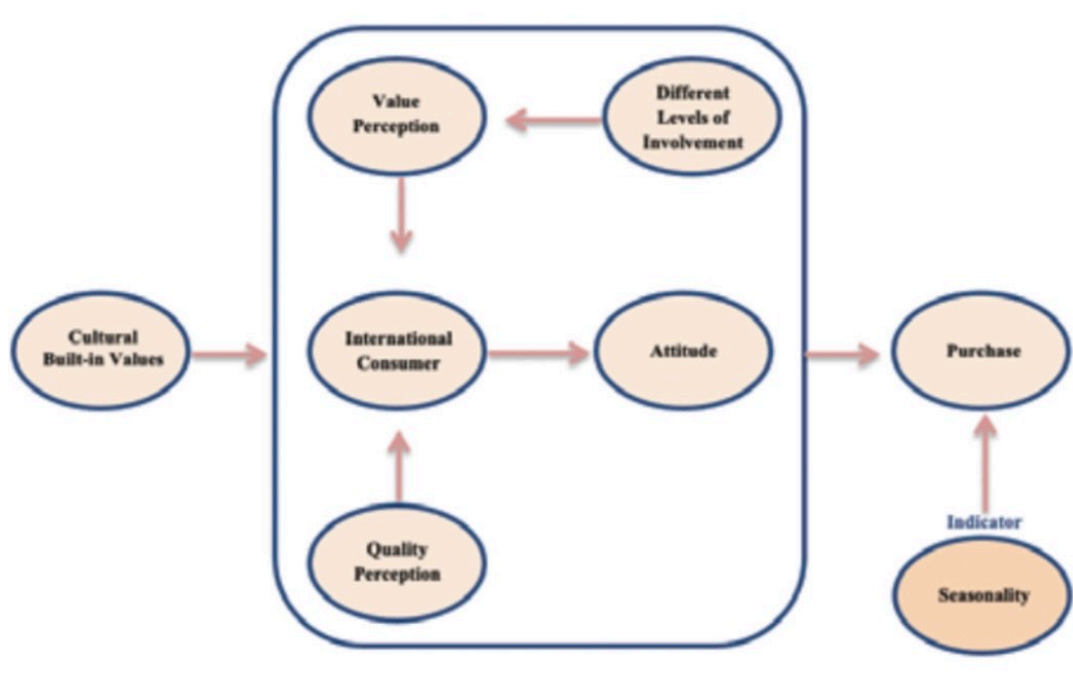 Value
Perception
Different
Levels of
Involvement
Cultural
Built-in Values
International
Consumer
Attitude
Purchase
Indicator
Quality
Perception
Seasonality